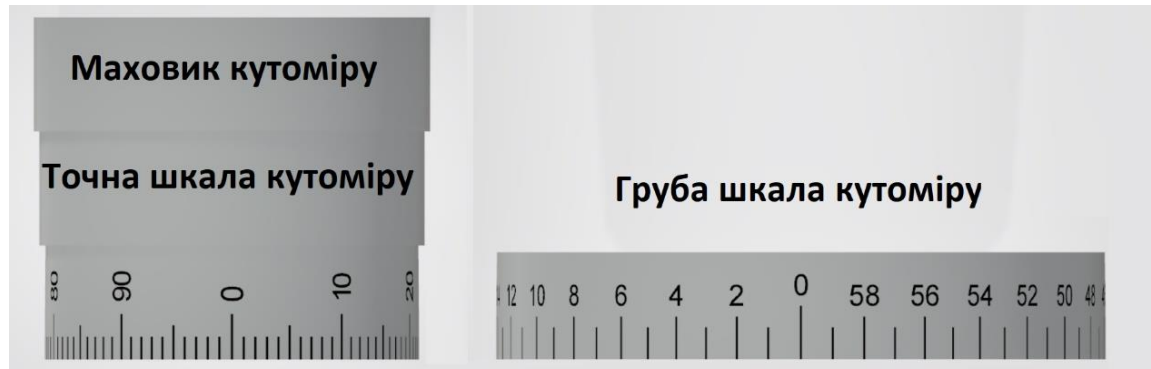 Маховик кутоміру
Точна шкала кутоміру
80 90 0 10 20
Груба шкала кутоміру
12 10 8 6 4 2 0 58 56 54 52 50 48